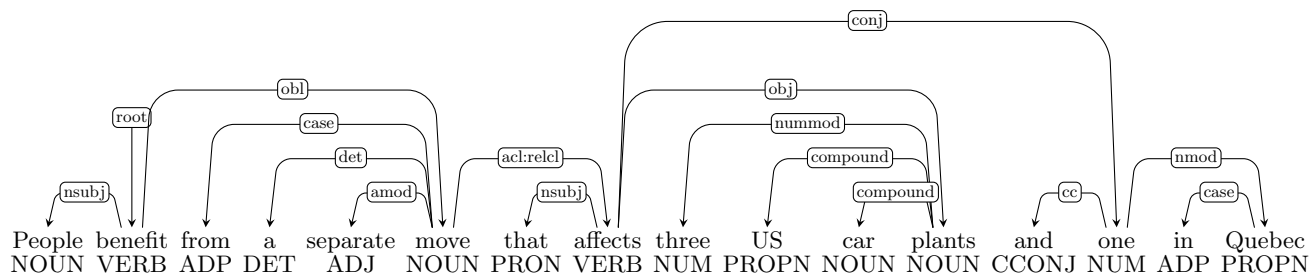 conj
obl
obj
root
case
nummod
det
acl:relcl
compound
nmod
nsubj
amod
nsubj
compound
cc
case
People benefit from a separate move that affects three US car plants and one in Quebec
NOUN VERB ADP DET ADJ NOUN PRON VERB NUM PROPN NOUN NOUN CCONJ NUM ADP PROPN